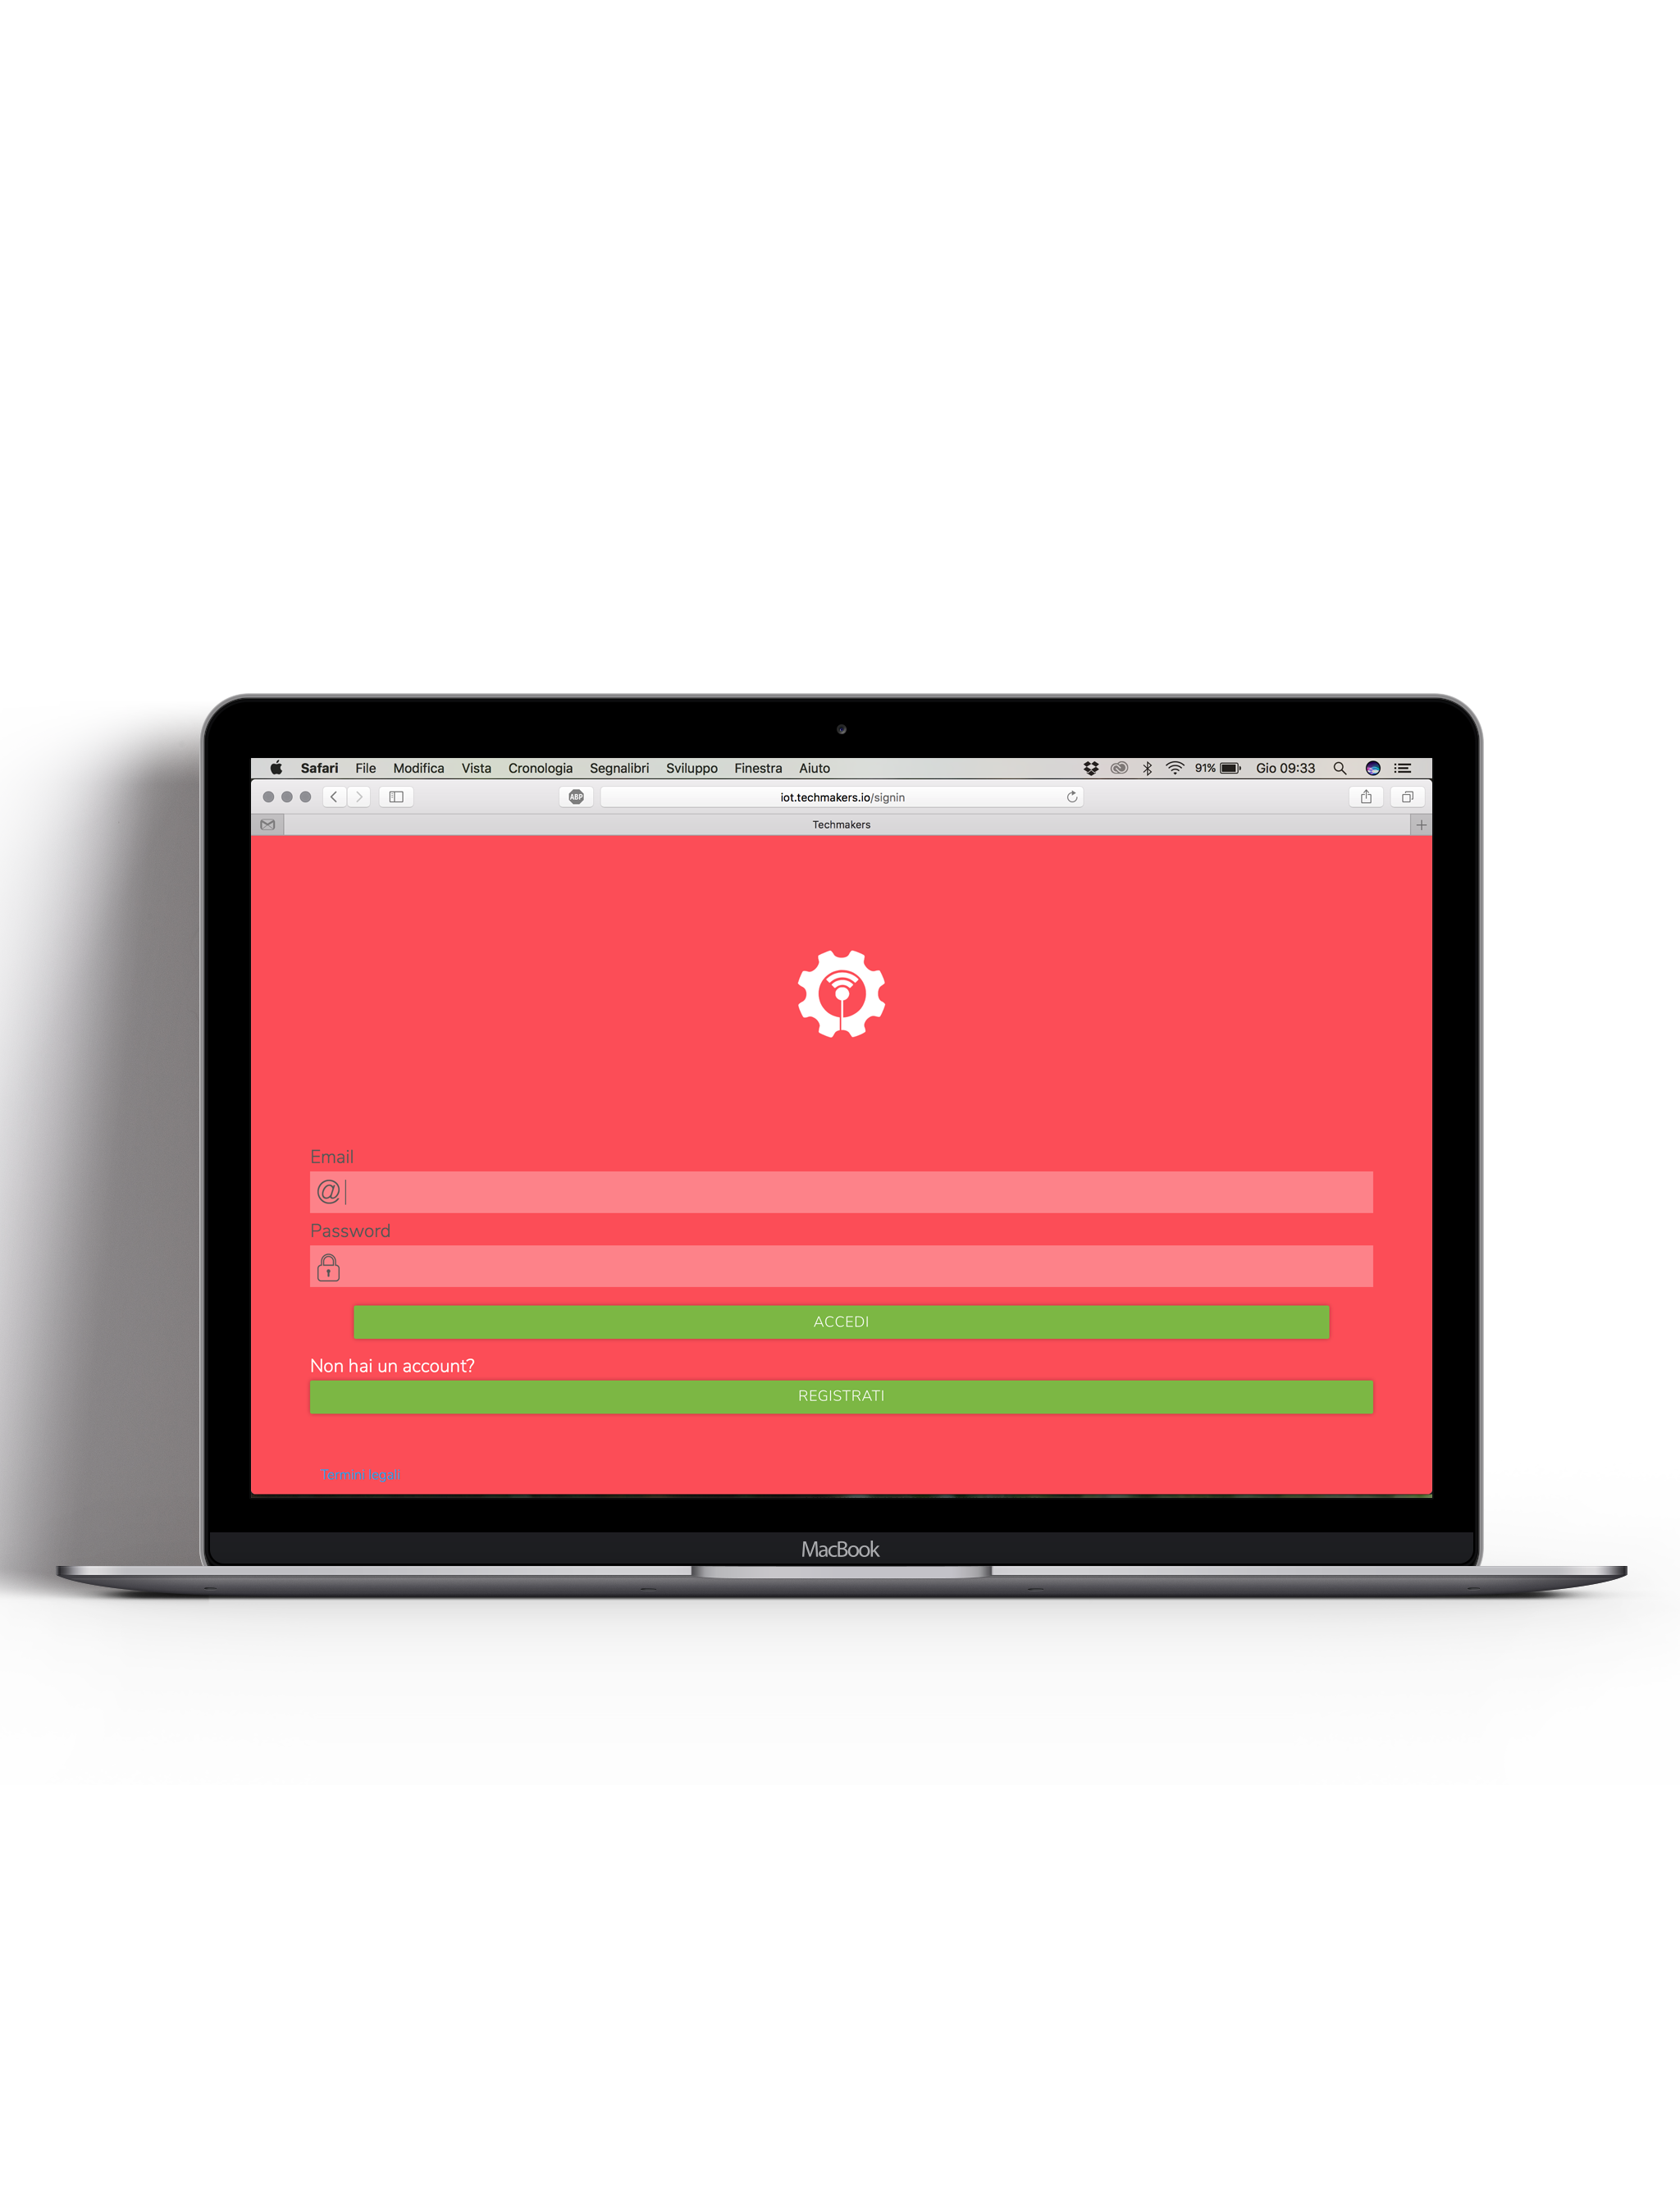 Safari File Modifica Vista Cronologia Segnalibri Sviluppo Finestra Aiuto 91% Gio 09:33
ABP iot.techmakers.io/signin
Techmakers
Email
@
Password
ACCEDI
Non hai un account?
REGISTRATI
Termini legali
MacBook